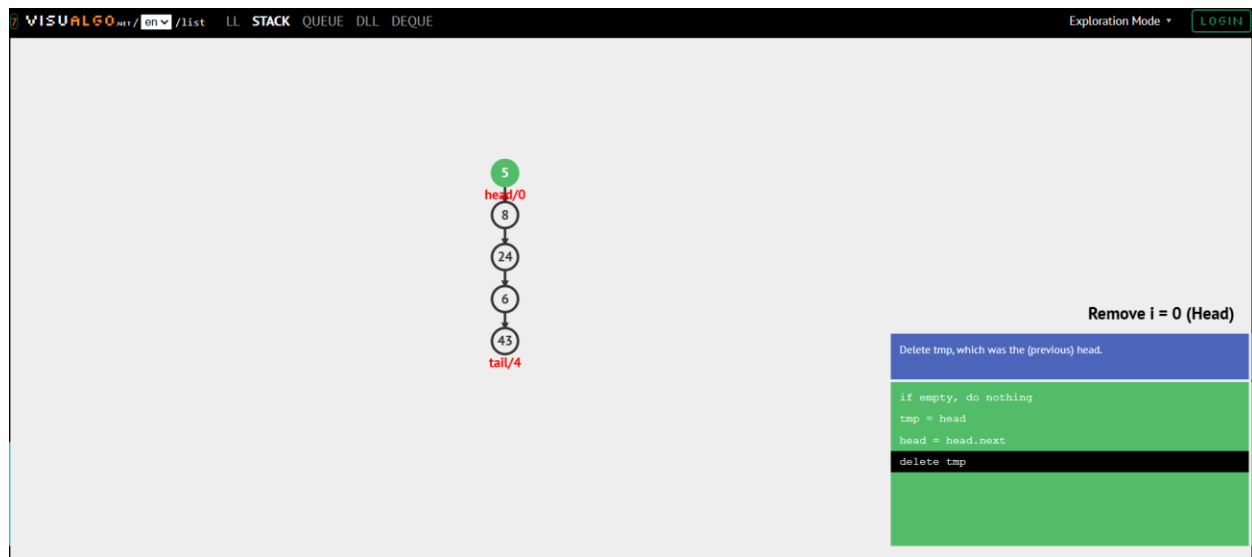 7 VISUALGO.NET/ en /list LL STACK QUEUE DLL DEQUE Exploration Mode ▾ LOGIN
5
head/0
8
24
6
43
tail/4
Remove i = 0 (Head)
Delete tmp, which was the (previous) head.
if empty, do nothing
tmp = head
head = head.next
delete tmp